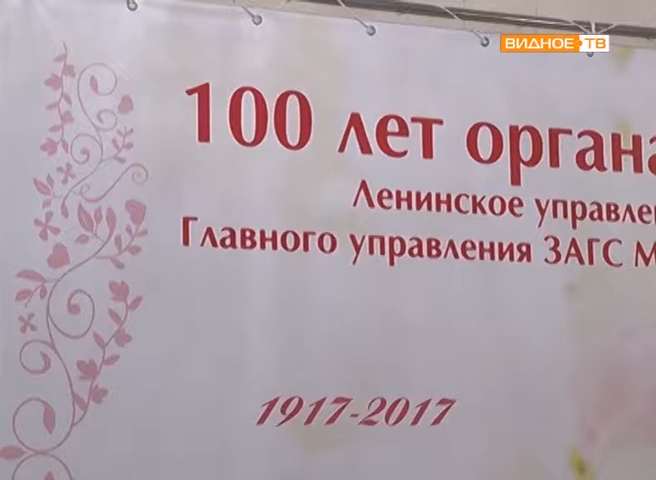 ВИДНОЕ ТВ
100 лет органа
Ленинское управле
Главного управления ЗАГС М
1917-2017